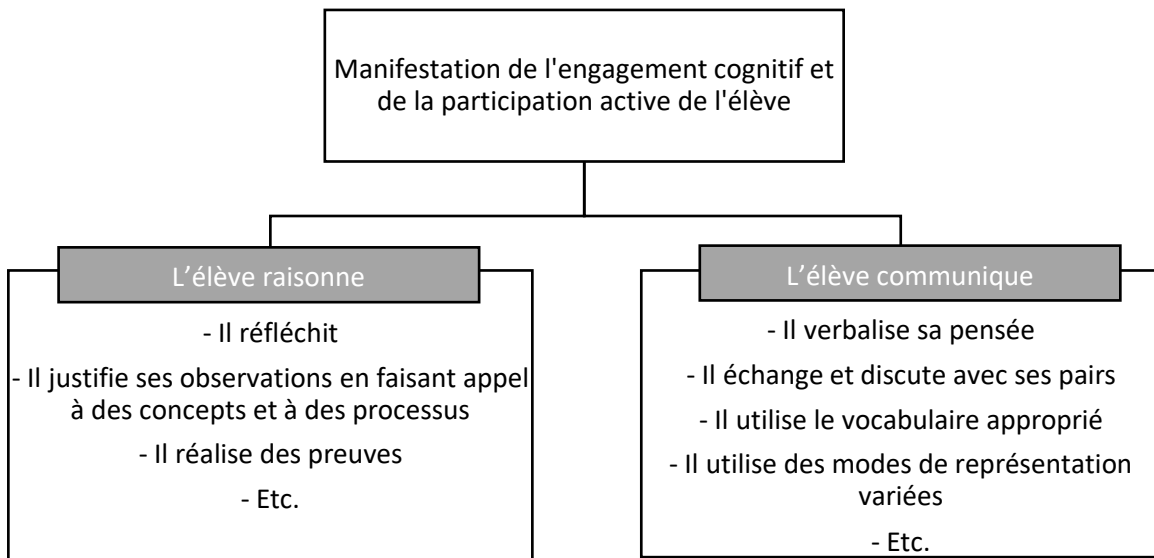 Manifestation de l'engagement cognitif et
de la participation active de l'élève
L'élève raisonne
- Il réfléchit
- Il justifie ses observations en faisant appel
à des concepts et à des processus
- Il réalise des preuves
- Etc.
L'élève communique
- Il verbalise sa pensée
- Il échange et discute avec ses pairs
- Il utilise le vocabulaire approprié
- Il utilise des modes de représentation
variées
- Etc.